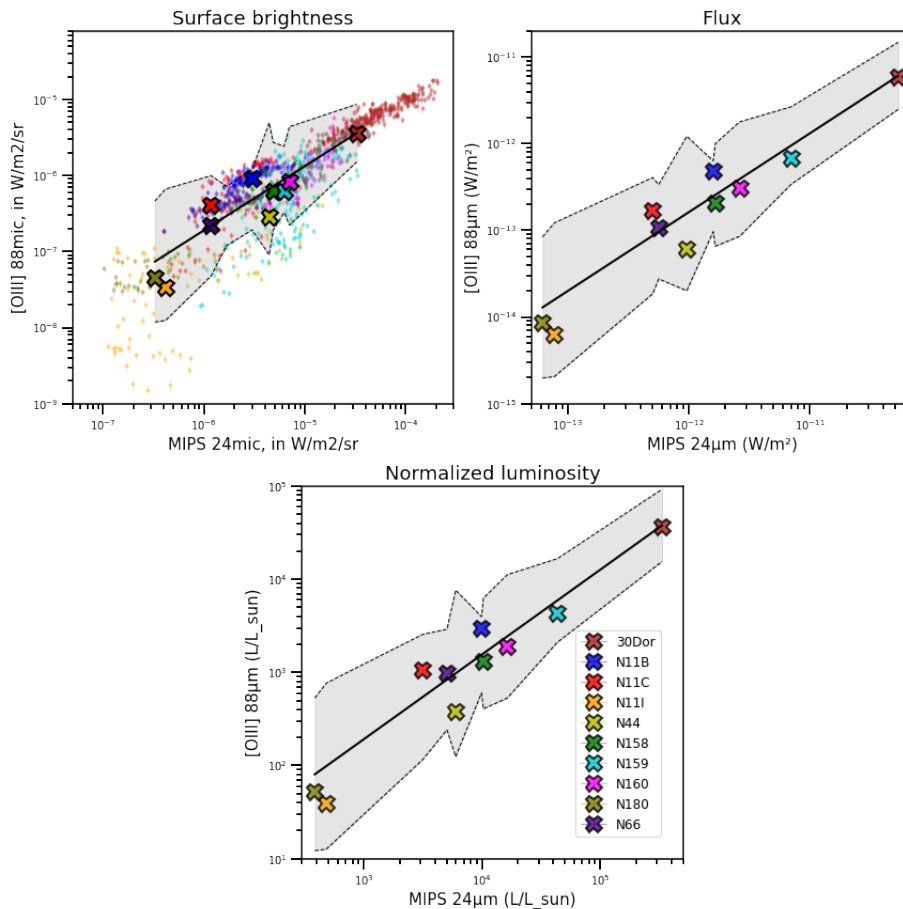 Surface brightness
[OIII] 88mic, in W/m2/sr
10⁻⁵
10⁻⁶
10⁻⁷
10⁻⁸
10⁻⁹
10⁻⁷
10⁻⁶
10⁻⁵
10⁻⁴
MIPS 24mic, in W/m2/sr
Flux
[OIII] 88μm (W/m²)
10⁻¹¹
10⁻¹²
10⁻¹³
10⁻¹⁴
10⁻¹⁵
10⁻¹³
10⁻¹²
10⁻¹¹
MIPS 24μm (W/m²)
Normalized luminosity
[OIII] 88μm (L/L_sun)
10⁵
10⁴
10³
10²
10¹
10³
10⁴
10⁵
MIPS 24μm (L/L_sun)
30Dor
N11B
N11C
N11I
N44
N158
N159
N160
N180
N66